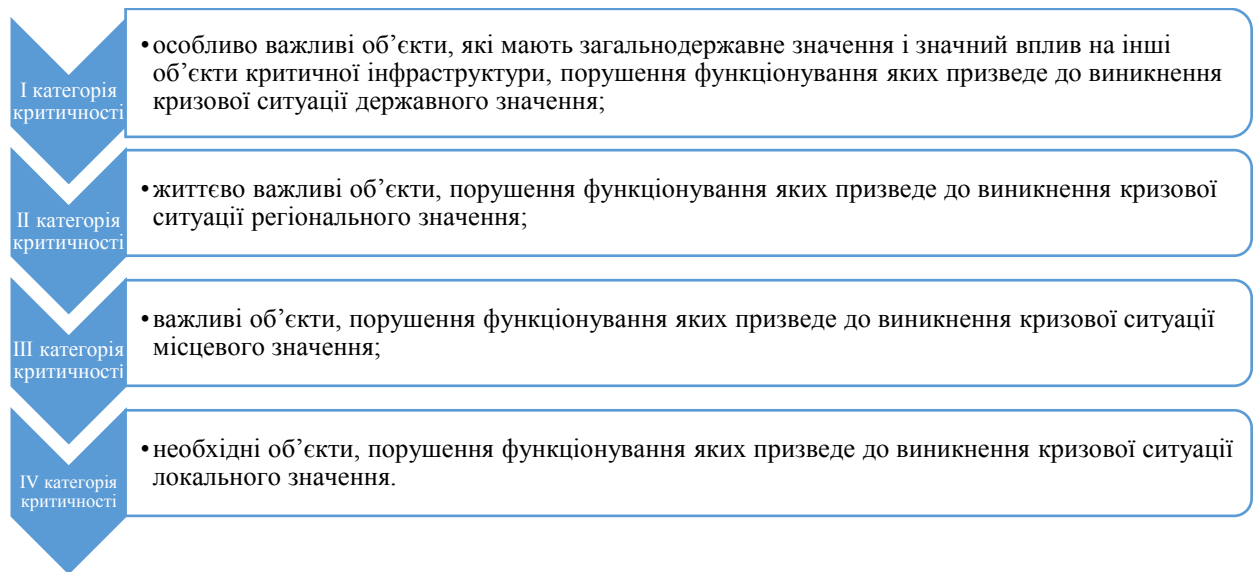 І категорія
критичності
•особливо важливі об’єкти, які мають загальнодержавне значення і значний вплив на інші
об’єкти критичної інфраструктури, порушення функціонування яких призведе до виникнення
кризової ситуації державного значення;
ІІ категорія
критичності
•життєво важливі об’єкти, порушення функціонування яких призведе до виникнення кризової
ситуації регіонального значення;
ІІІ категорія
критичності
•важливі об’єкти, порушення функціонування яких призведе до виникнення кризової ситуації
місцевого значення;
IV категорія
критичності
•необхідні об’єкти, порушення функціонування яких призведе до виникнення кризової ситуації
локального значення.